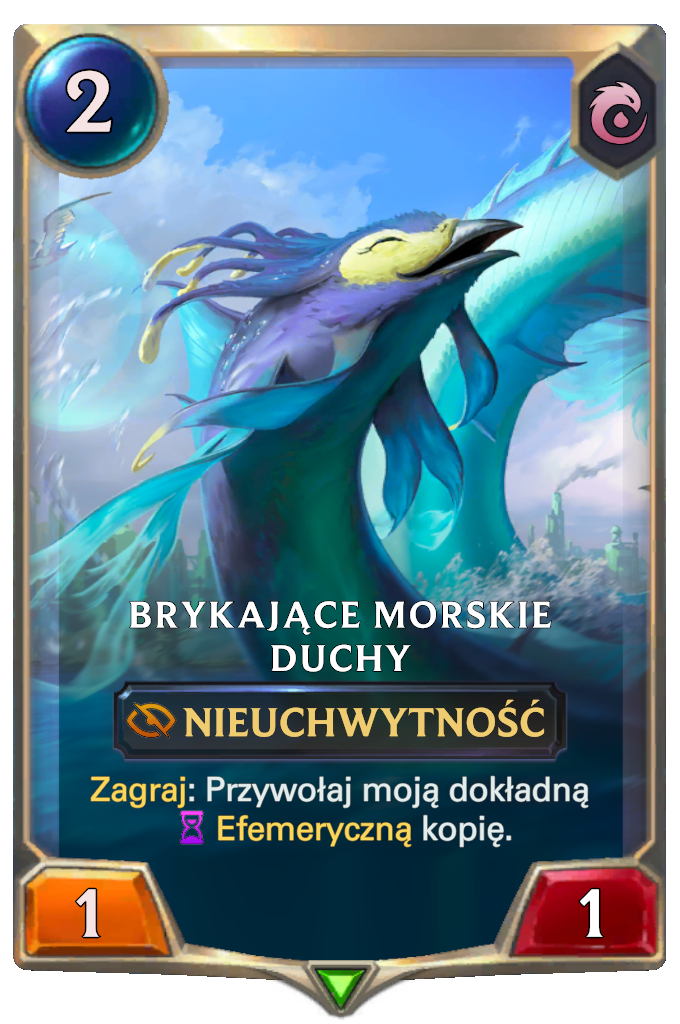 2
BRYKAJĄCE MORSKIE
DUCHY
NIEUCHWYTNOŚĆ
Zagraj: Przywołaj moją dokładną
Efemeryczną kopię.
1
1